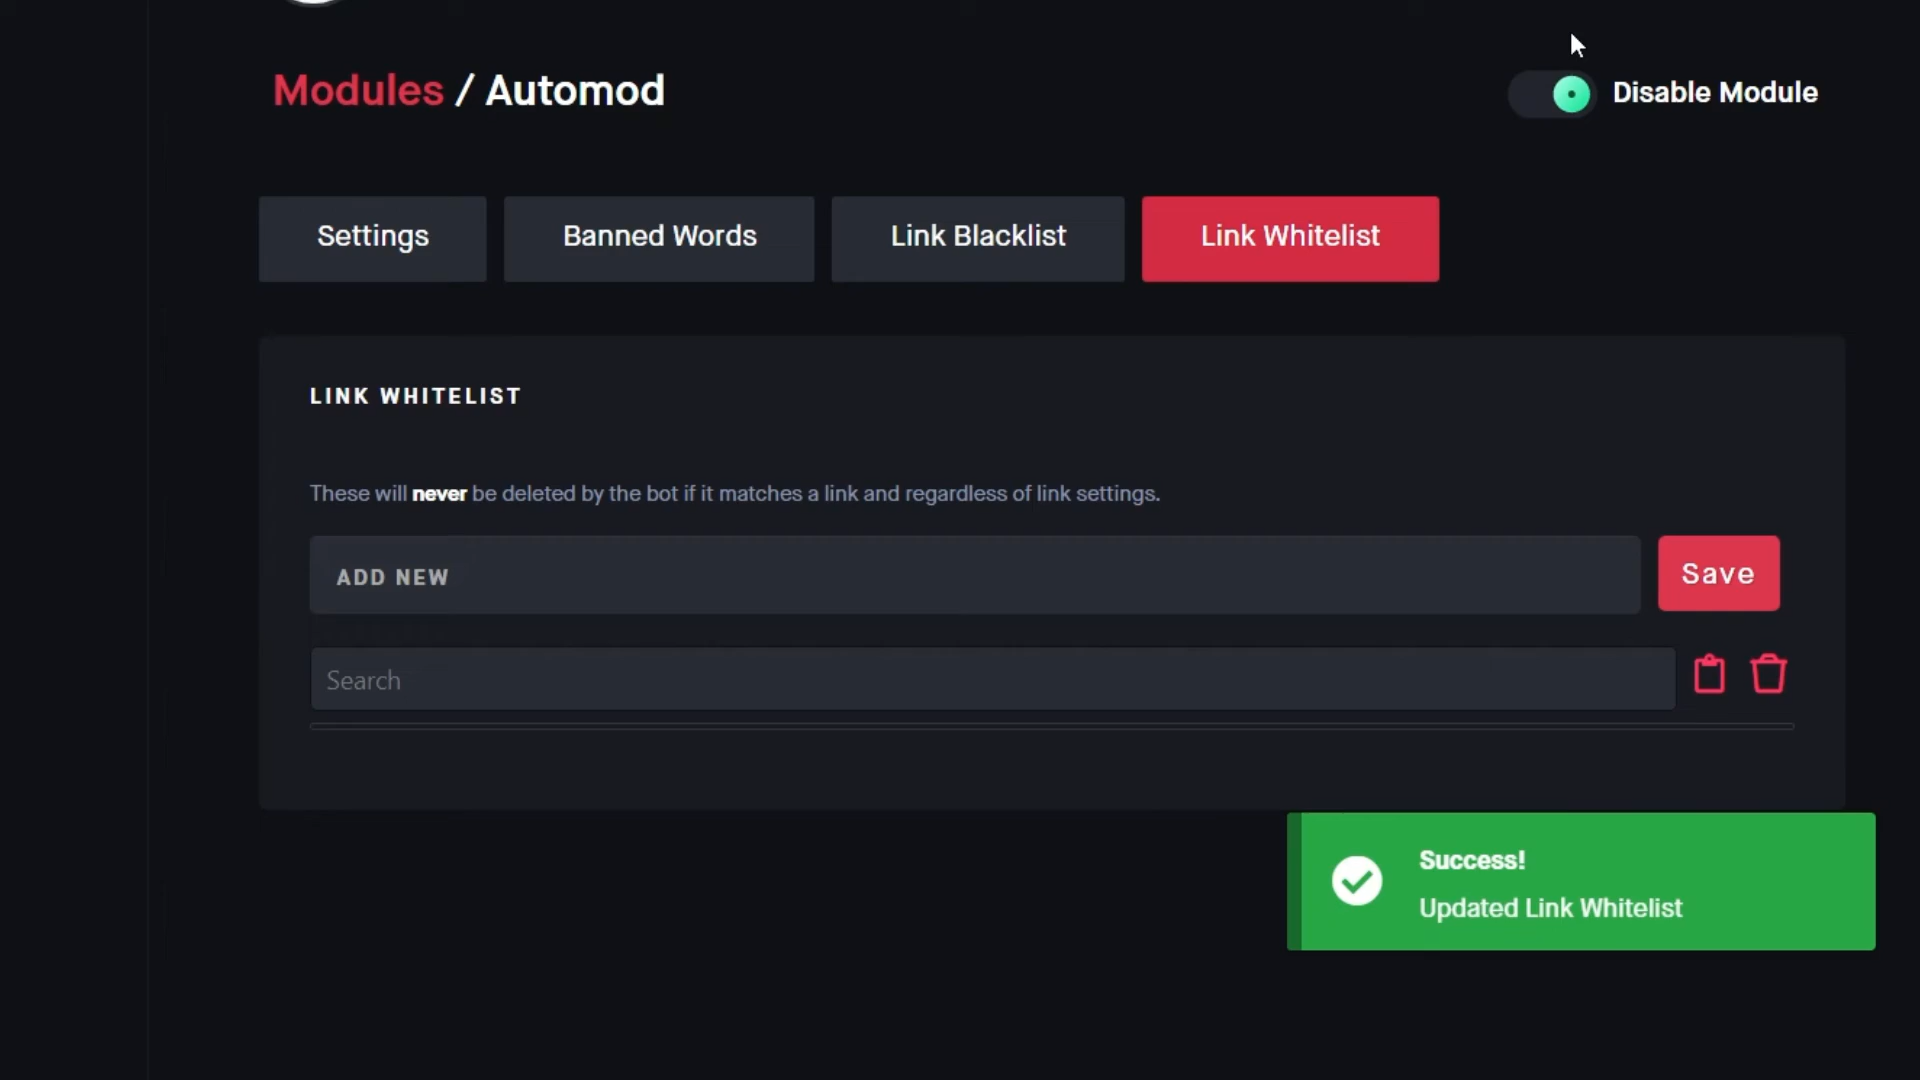 Modules / Automod
Disable Module
Settings
Banned Words
Link Blacklist
Link Whitelist
LINK WHITELIST
These will never be deleted by the bot if it matches a link and regardless of link settings.
ADD NEW
Save
Search
Success!
Updated Link Whitelist